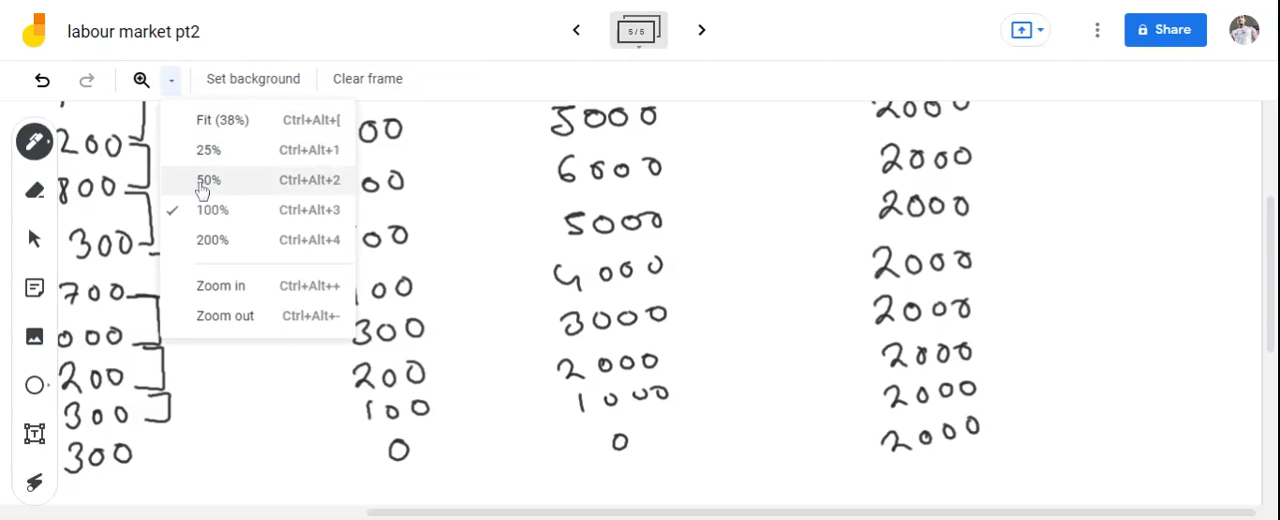 labour market pt2
5 / 5
Share
Set background
Clear frame
Fit (38%) Ctrl+Alt+[
25% Ctrl+Alt+1
50% Ctrl+Alt+2
100% Ctrl+Alt+3
200% Ctrl+Alt+4
Zoom in Ctrl+Alt++
Zoom out Ctrl+Alt+-
5000 2000
200 00 6000 2000
800 00 5000 2000
300 00 4000 2000
700 00 3000 2000
000 300 2000 2000
200 200 1000 2000
300 100 0 2000
300 0